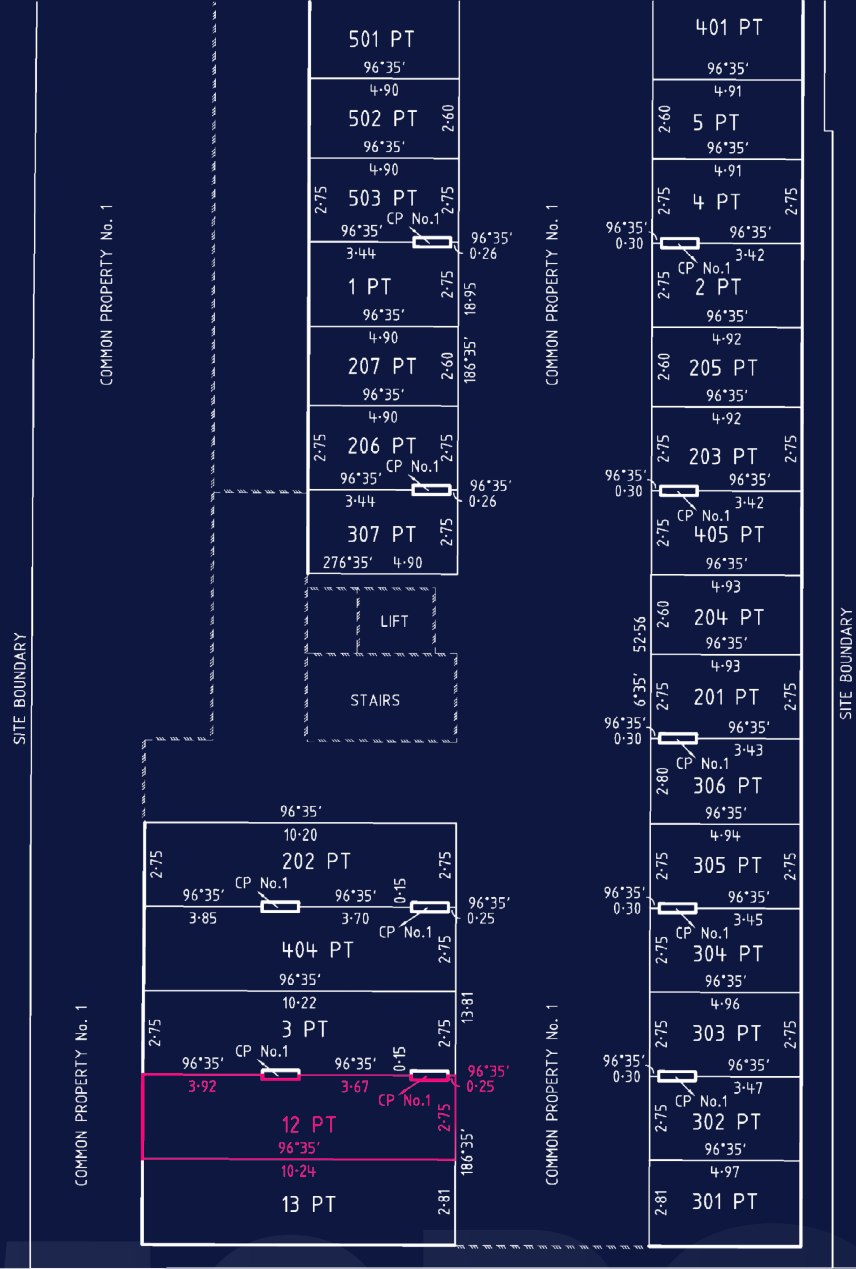 501 PT
96°35'
4·90
502 PT
2·60
96°35'
4·90
2·75
503 PT
2·75
CP No.1
96°35'
3·44
96°35'
0·26
1 PT
2·75
18·95
96°35'
4·90
207 PT
2·60
186°35'
96°35'
4·90
2·75
206 PT
2·75
CP No.1
96°35'
3·44
96°35'
0·26
307 PT
2·75
276°35' 4·90
LIFT
STAIRS
COMMON PROPERTY No. 1
COMMON PROPERTY No. 1
SITE BOUNDARY
401 PT
96°35'
4·91
2·60
5 PT
96°35'
4·91
2·75
4 PT
2·75
96°35'
0·30
96°35'
3·42
CP No.1
2·75
2 PT
96°35'
4·92
2·60
205 PT
96°35'
4·92
2·75
203 PT
2·75
96°35'
0·30
96°35'
3·42
CP No.1
2·75
405 PT
96°35'
4·93
2·60
204 PT
52·56
96°35'
4·93
6°35'
2·75
201 PT
2·75
96°35'
0·30
96°35'
3·43
CP No.1
2·80
306 PT
96°35'
4·94
2·75
305 PT
2·75
96°35'
0·30
96°35'
3·45
CP No.1
2·75
304 PT
96°35'
4·96
2·75
303 PT
2·75
96°35'
0·30
96°35'
3·47
CP No.1
2·75
302 PT
96°35'
4·97
2·81
301 PT
SITE BOUNDARY
96°35'
10·20
2·75
202 PT
2·75
CP No.1
96°35'
3·85
96°35'
3·70
0·15
96°35'
0·25
CP No.1
404 PT
2·75
96°35'
10·22
13·81
2·75
3 PT
2·75
CP No.1
96°35'
3·92
96°35'
3·67
0·15
96°35'
0·25
CP No.1
12 PT
2·75
96°35'
10·24
186°35'
13 PT
2·81
COMMON PROPERTY No. 1
COMMON PROPERTY No. 1